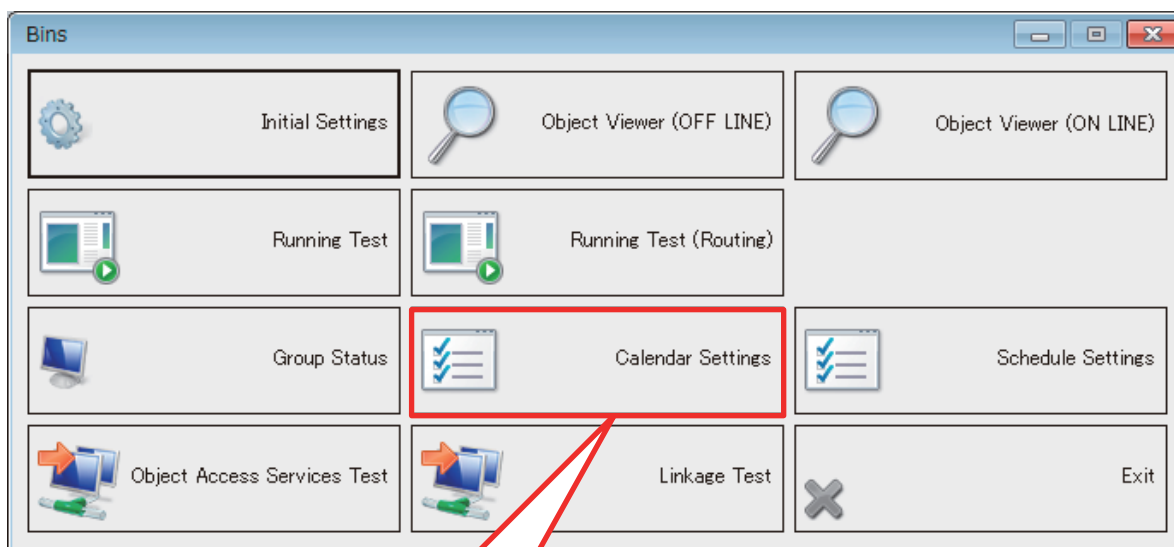 Bins
Initial Settings
Object Viewer (OFF LINE)
Object Viewer (ON LINE)
Running Test
Running Test (Routing)
Group Status
Calendar Settings
Schedule Settings
Object Access Services Test
Linkage Test
Exit